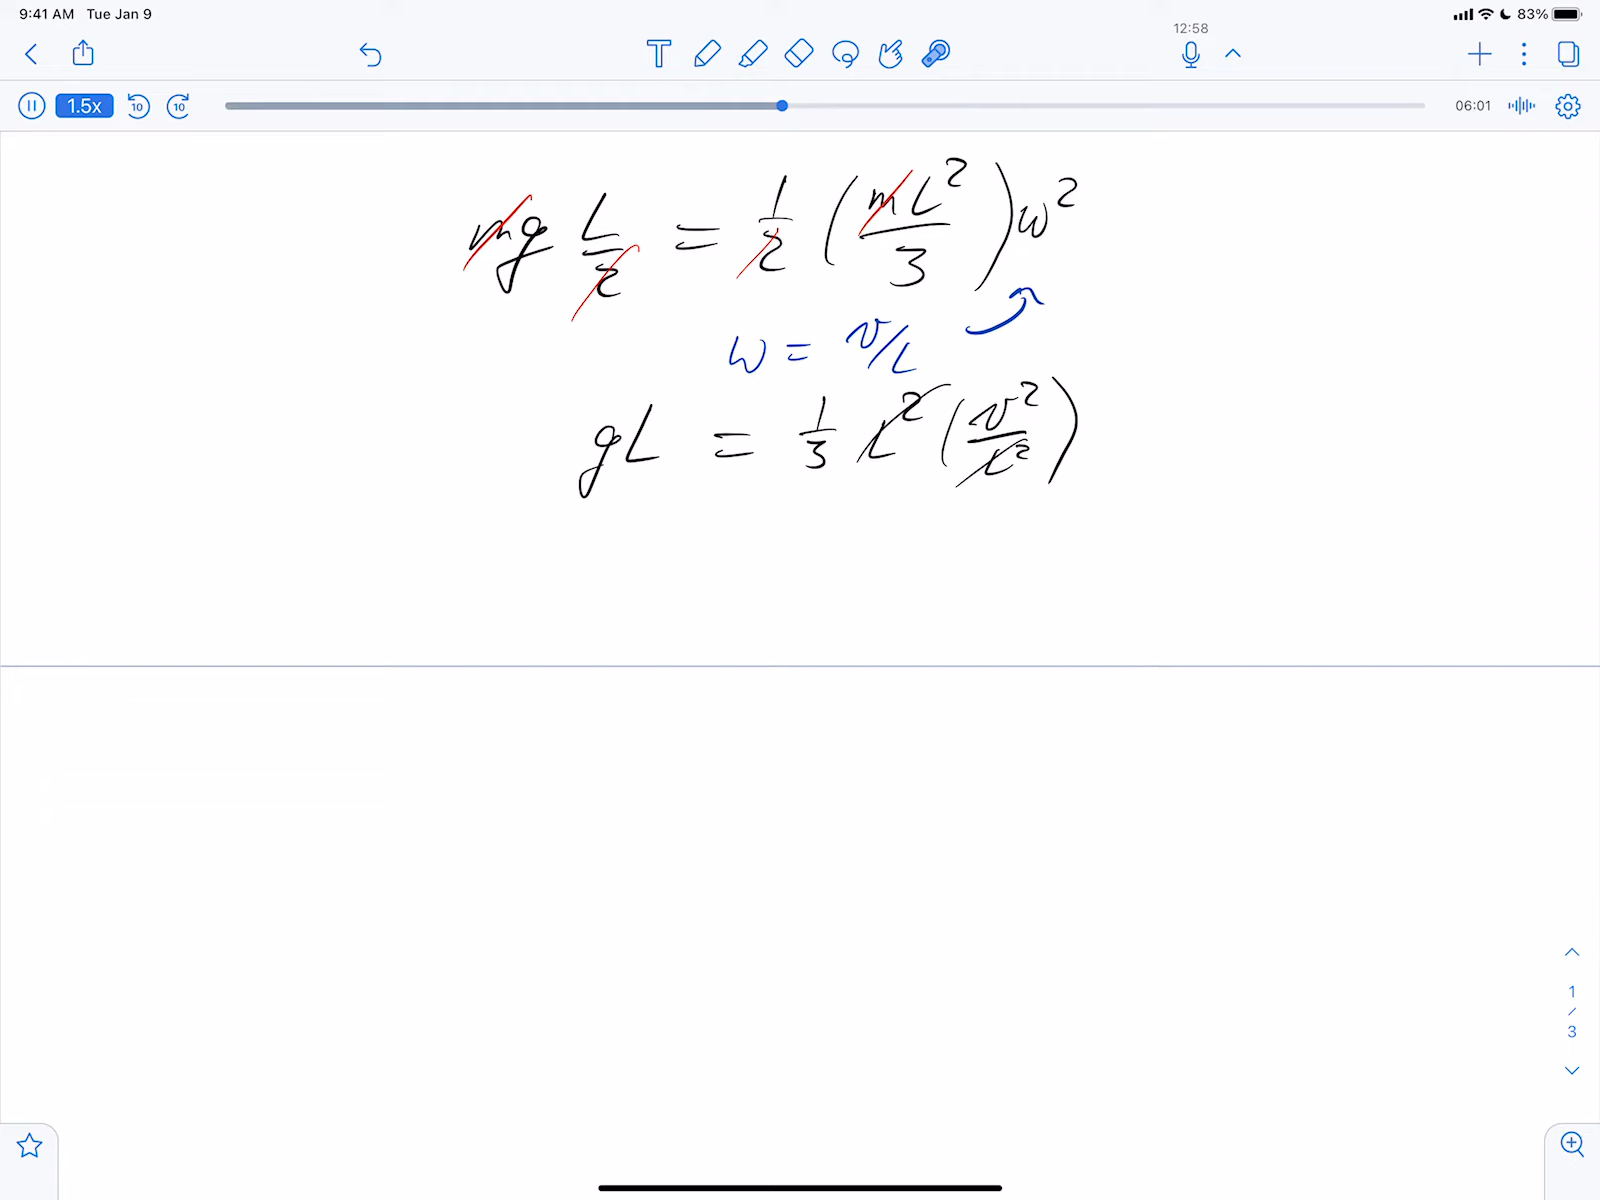 9:41 AM Tue Jan 9 83%
12:58
T
1.5x 10 10 06:01
mg L/2 = 1/2 (mL²/3) w²
w = v/L
gL = 1/3 L² (v²/L²)
1
/
3